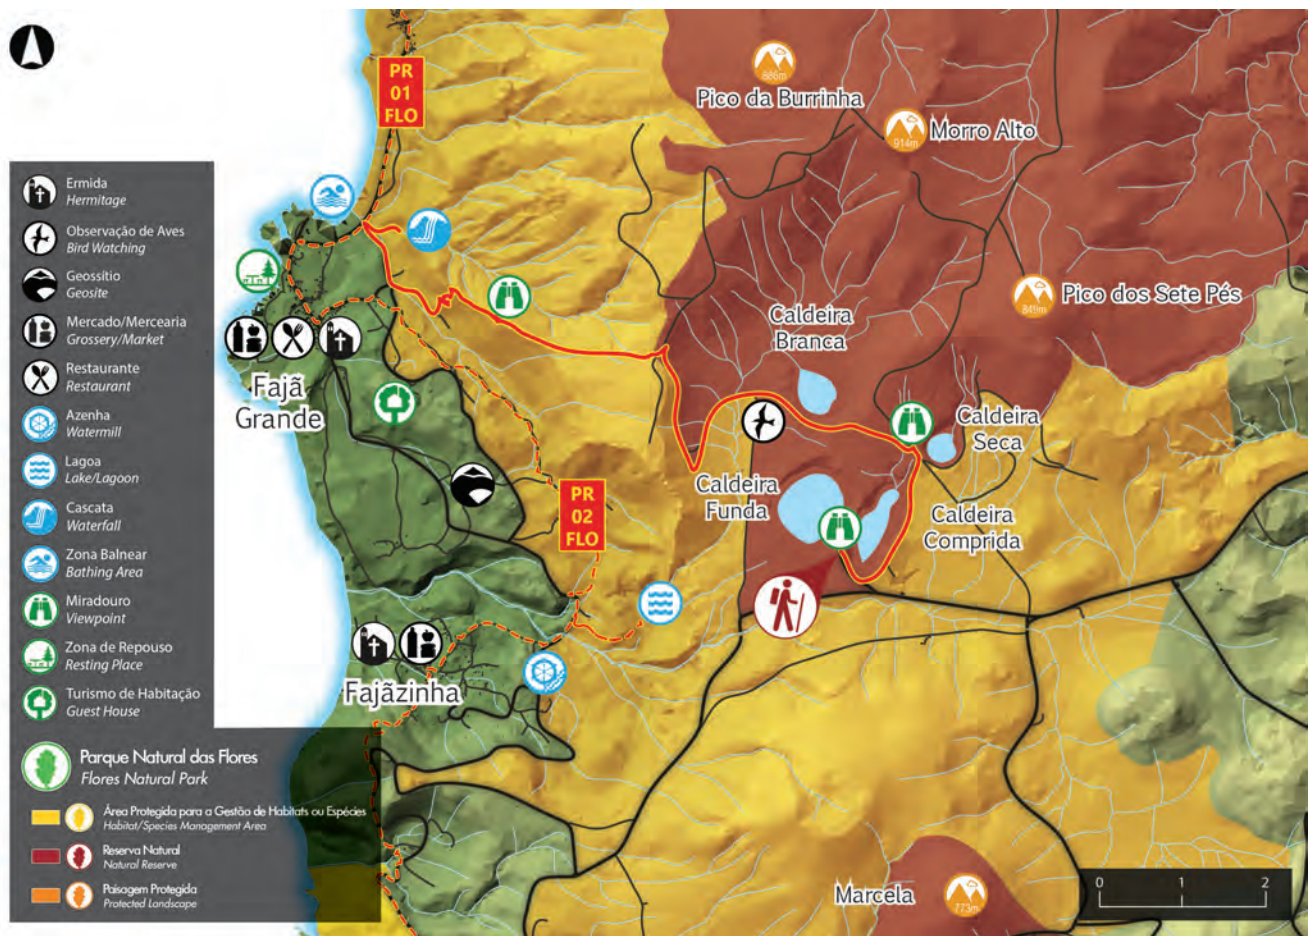 PR
01
FLO
886m
Pico da Burrinha
914m
Morro Alto
849m
Pico dos Sete Pés
Ermida
Hermitage
Observação de Aves
Bird Watching
Geossítio
Geosite
Mercado/Mercearia
Grossery/Market
Restaurante
Restaurant
Azenha
Watermill
Lagoa
Lake/Lagoon
Cascata
Waterfall
Zona Balnear
Bathing Area
Miradouro
Viewpoint
Zona de Repouso
Resting Place
Turismo de Habitação
Guest House
Parque Natural das Flores
Flores Natural Park
Área Protegida para a Gestão de Habitats ou Espécies
Habitat/Species Management Area
Reserva Natural
Natural Reserve
Paisagem Protegida
Protected Landscape
Fajã
Grande
Caldeira
Branca
Caldeira
Seca
Caldeira
Funda
Caldeira
Comprida
PR
02
FLO
Fajãzinha
Marcela
773m
0 1 2